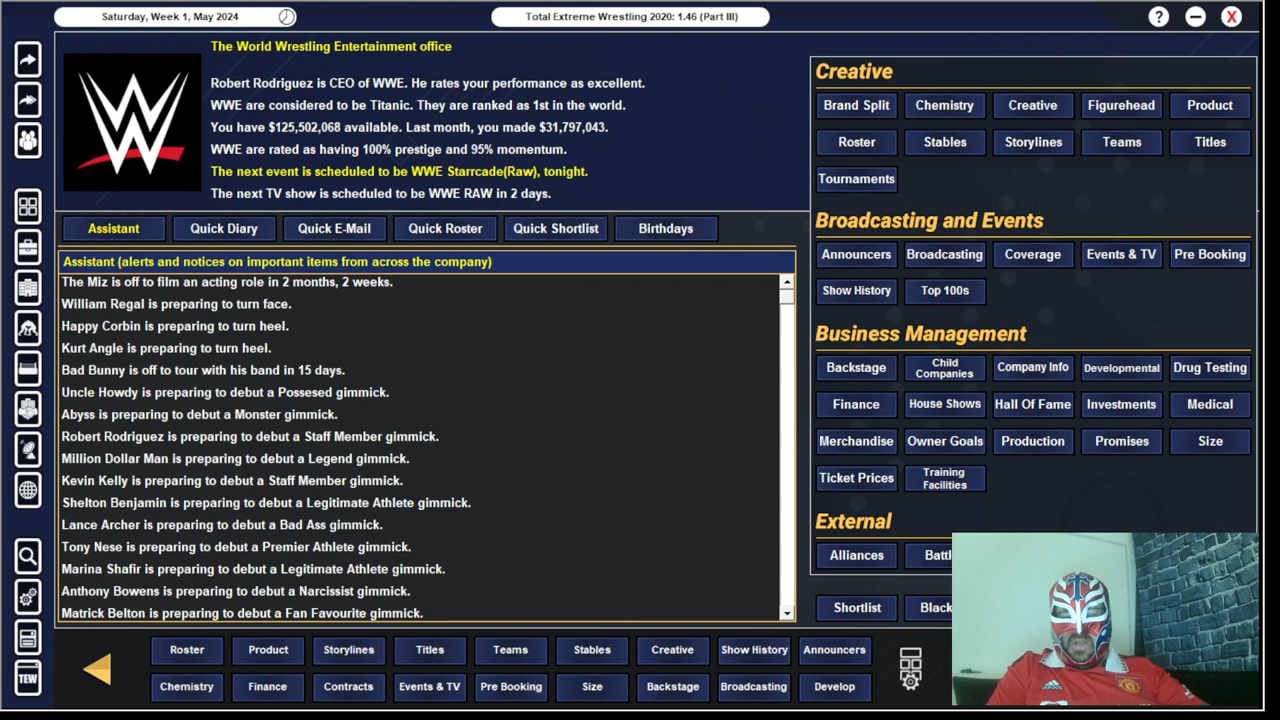 Saturday, Week 1, May 2024
Total Extreme Wrestling 2020: 1.46 (Part III)
?
X
The World Wrestling Entertainment office
Robert Rodriguez is CEO of WWE. He rates your performance as excellent.
WWE are considered to be Titanic. They are ranked as 1st in the world.
You have $125,502,068 available. Last month, you made $31,797,043.
WWE are rated as having 100% prestige and 95% momentum.
The next event is scheduled to be WWE Starrcade(Raw), tonight.
The next TV show is scheduled to be WWE RAW in 2 days.
Assistant
Quick Diary
Quick E-Mail
Quick Roster
Quick Shortlist
Birthdays
Assistant (alerts and notices on important items from across the company)
The Miz is off to film an acting role in 2 months, 2 weeks.
William Regal is preparing to turn face.
Happy Corbin is preparing to turn heel.
Kurt Angle is preparing to turn heel.
Bad Bunny is off to tour with his band in 15 days.
Uncle Howdy is preparing to debut a Possesed gimmick.
Abyss is preparing to debut a Monster gimmick.
Robert Rodriguez is preparing to debut a Staff Member gimmick.
Million Dollar Man is preparing to debut a Legend gimmick.
Kevin Kelly is preparing to debut a Staff Member gimmick.
Shelton Benjamin is preparing to debut a Legitimate Athlete gimmick.
Lance Archer is preparing to debut a Bad Ass gimmick.
Tony Nese is preparing to debut a Premier Athlete gimmick.
Marina Shafir is preparing to debut a Legitimate Athlete gimmick.
Anthony Bowens is preparing to debut a Narcissist gimmick.
Matrick Belton is preparing to debut a Fan Favourite gimmick.
Creative
Brand Split
Chemistry
Creative
Figurehead
Product
Roster
Stables
Storylines
Teams
Titles
Tournaments
Broadcasting and Events
Announcers
Broadcasting
Coverage
Events & TV
Pre Booking
Show History
Top 100s
Business Management
Backstage
Child
Companies
Company Info
Developmental
Drug Testing
Finance
House Shows
Hall Of Fame
Investments
Medical
Merchandise
Owner Goals
Production
Promises
Size
Ticket Prices
Training
Facilities
External
Alliances
Batt
Shortlist
Black
Roster
Product
Storylines
Titles
Teams
Stables
Creative
Show History
Announcers
Chemistry
Finance
Contracts
Events & TV
Pre Booking
Size
Backstage
Broadcasting
Develop
TEW
adidas